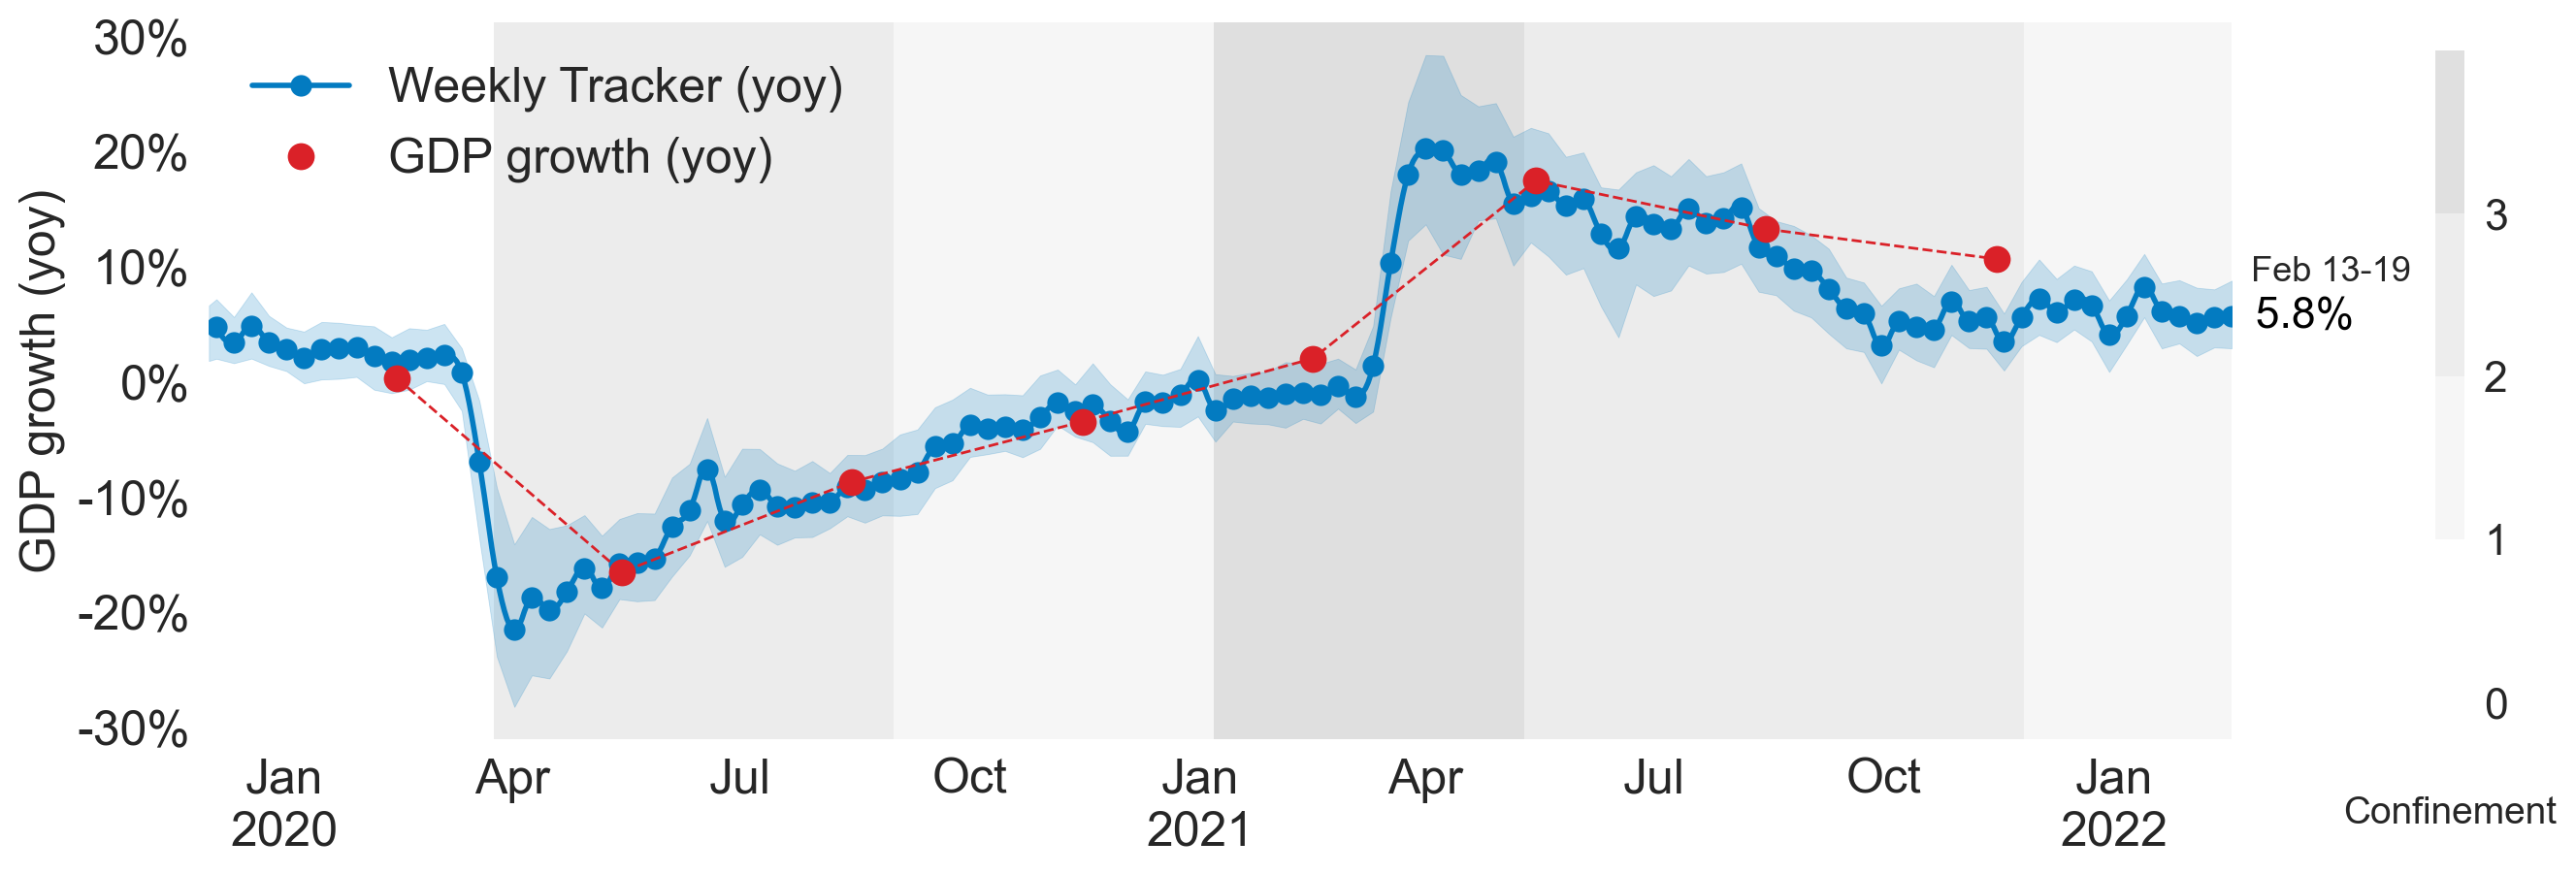 GDP growth (yoy)
30%
20%
10%
0%
-10%
-20%
-30%
Weekly Tracker (yoy)
GDP growth (yoy)
Jan
2020
Apr
Jul
Oct
Jan
2021
Apr
Jul
Oct
Jan
2022
Feb 13-19
5.8%
3
2
1
0
Confinement